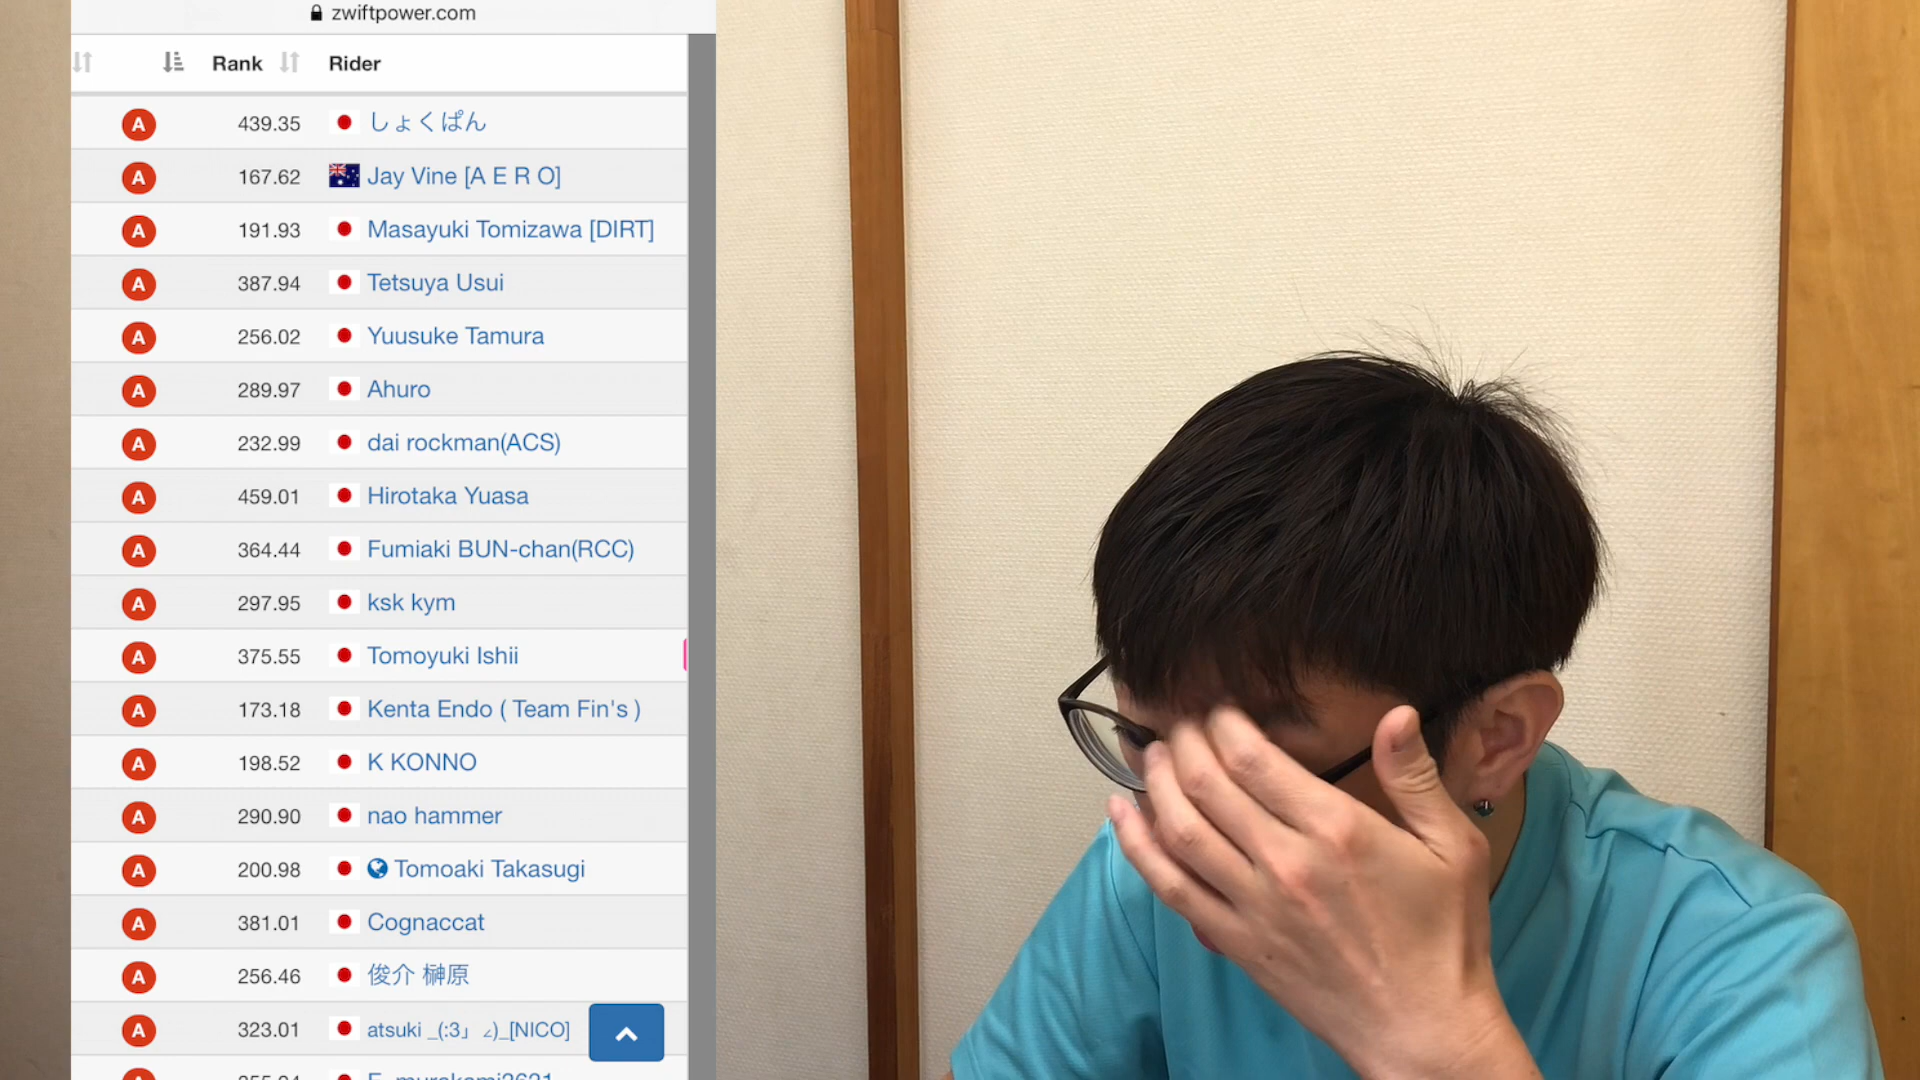 zwiftpower.com
Rank Rider
A 439.35 しょくぱん
A 167.62 Jay Vine [A E R O]
A 191.93 Masayuki Tomizawa [DIRT]
A 387.94 Tetsuya Usui
A 256.02 Yuusuke Tamura
A 289.97 Ahuro
A 232.99 dai rockman(ACS)
A 459.01 Hirotaka Yuasa
A 364.44 Fumiaki BUN-chan(RCC)
A 297.95 ksk kym
A 375.55 Tomoyuki Ishii
A 173.18 Kenta Endo ( Team Fin's )
A 198.52 K KONNO
A 290.90 nao hammer
A 200.98 Tomoaki Takasugi
A 381.01 Cognaccat
A 256.46 俊介 榊原
A 323.01 atsuki _(:3」∠)_[NICO]